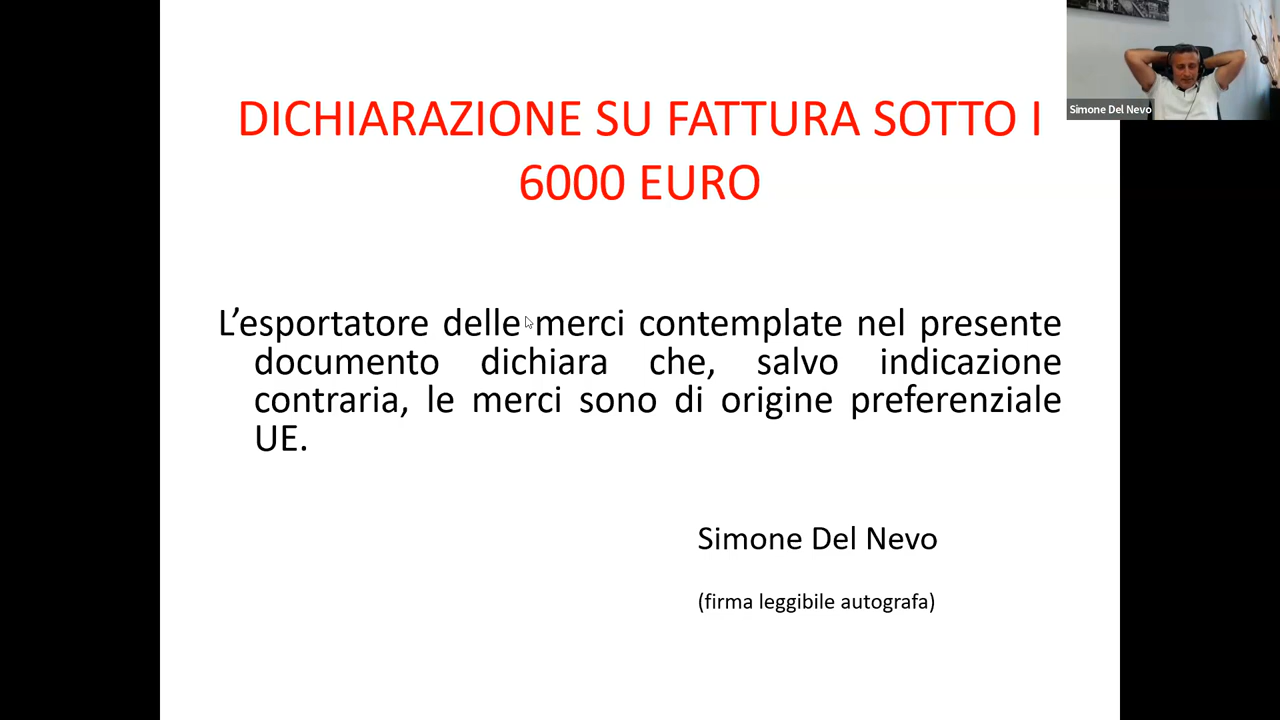 DICHIARAZIONE SU FATTURA SOTTO I
6000 EURO
Simone Del Nevo
L’esportatore delle merci contemplate nel presente
documento dichiara che, salvo indicazione
contraria, le merci sono di origine preferenziale
UE.
Simone Del Nevo
(firma leggibile autografa)